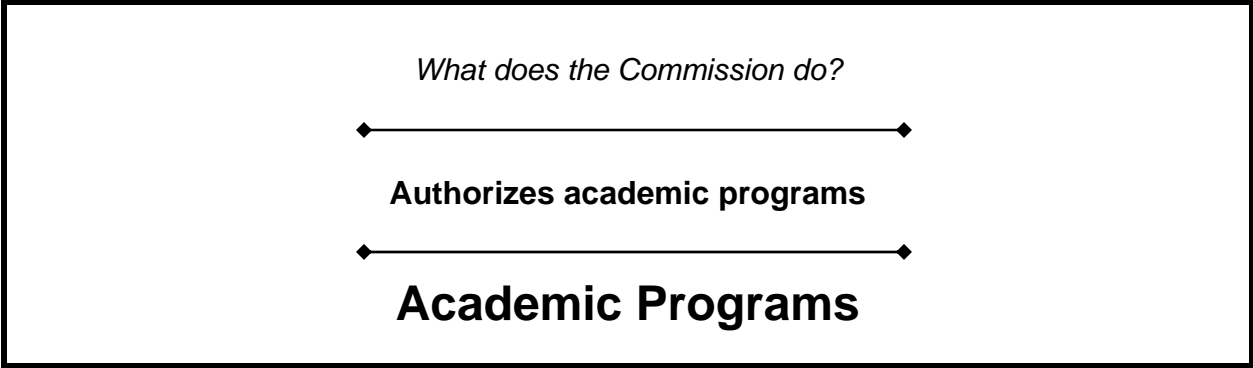 What does the Commission do?
Authorizes academic programs
Academic Programs